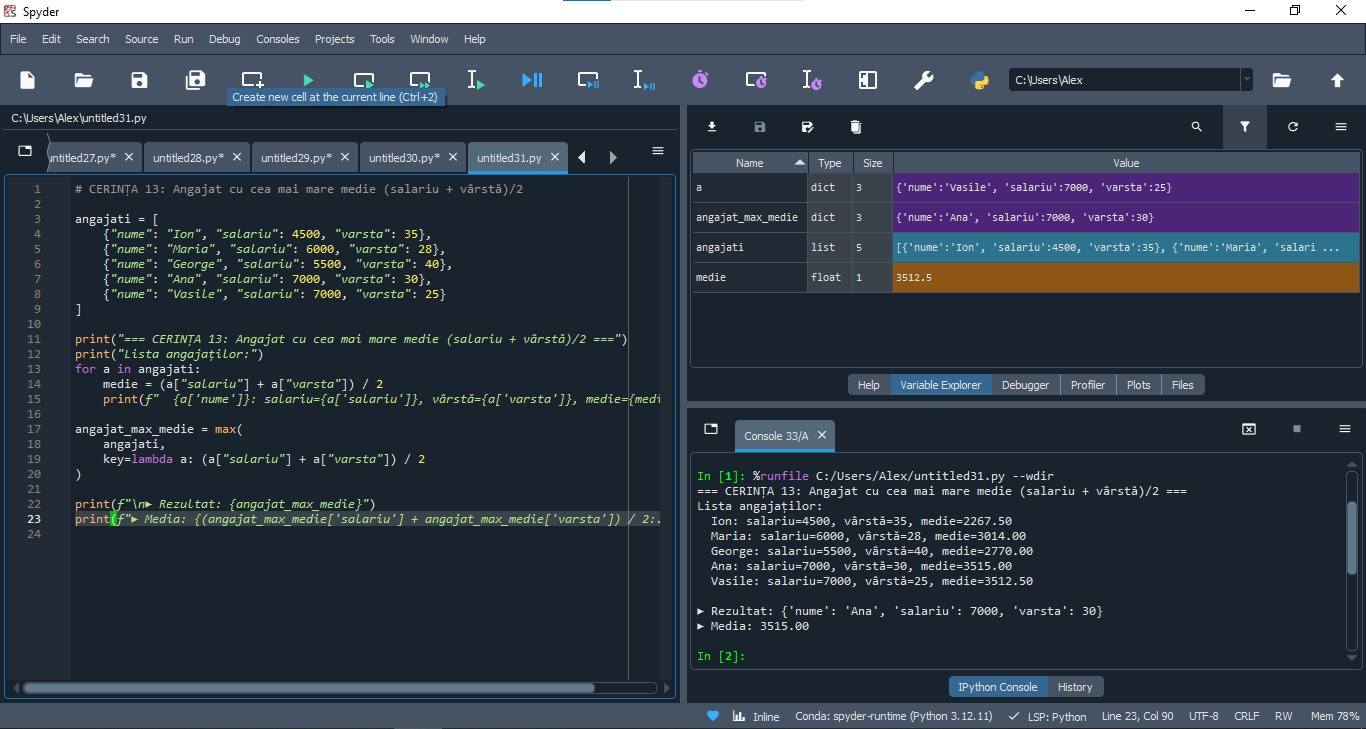 Spyder
File Edit Search Source Run Debug Consoles Projects Tools Window Help
C:\Users\Alex
Create new cell at the current line (Ctrl+2)
C:\Users\Alex\untitled31.py
untitled27.py* untitled28.py* untitled29.py* untitled30.py* untitled31.py
1 # CERINȚA 13: Angajat cu cea mai mare medie (salariu + vârstă)/2
2
3 angajati = [
4 {"nume": "Ion", "salariu": 4500, "varsta": 35},
5 {"nume": "Maria", "salariu": 6000, "varsta": 28},
6 {"nume": "George", "salariu": 5500, "varsta": 40},
7 {"nume": "Ana", "salariu": 7000, "varsta": 30},
8 {"nume": "Vasile", "salariu": 7000, "varsta": 25}
9 ]
10
11 print("=== CERINȚA 13: Angajat cu cea mai mare medie (salariu + vârstă)/2 ===")
12 print("Lista angajaților:")
13 for a in angajati:
14 medie = (a["salariu"] + a["varsta"]) / 2
15 print(f"  {a['nume']}: salariu={a['salariu']}, vârstă={a['varsta']}, medie={medi
16
17 angajat_max_medie = max(
18 angajati,
19 key=lambda a: (a["salariu"] + a["varsta"]) / 2
20 )
21
22 print(f"\n► Rezultat: {angajat_max_medie}")
23 print(f"► Media: {(angajat_max_medie['salariu'] + angajat_max_medie['varsta']) / 2:.
24
Name Type Size Value
a dict 3 {'nume':'Vasile', 'salariu':7000, 'varsta':25}
angajat_max_medie dict 3 {'nume':'Ana', 'salariu':7000, 'varsta':30}
angajati list 5 [{'nume':'Ion', 'salariu':4500, 'varsta':35}, {'nume':'Maria', 'salari ...
medie float 1 3512.5
Help Variable Explorer Debugger Profiler Plots Files
Console 33/A
In [1]: %runfile C:/Users/Alex/untitled31.py --wdir
=== CERINȚA 13: Angajat cu cea mai mare medie (salariu + vârstă)/2 ===
Lista angajaților:
Ion: salariu=4500, vârstă=35, medie=2267.50
Maria: salariu=6000, vârstă=28, medie=3014.00
George: salariu=5500, vârstă=40, medie=2770.00
Ana: salariu=7000, vârstă=30, medie=3515.00
Vasile: salariu=7000, vârstă=25, medie=3512.50
► Rezultat: {'nume': 'Ana', 'salariu': 7000, 'varsta': 30}
► Media: 3515.00
In [2]:
IPython Console History
Inline Conda: spyder-runtime (Python 3.12.11) LSP: Python Line 23, Col 90 UTF-8 CRLF RW Mem 78%